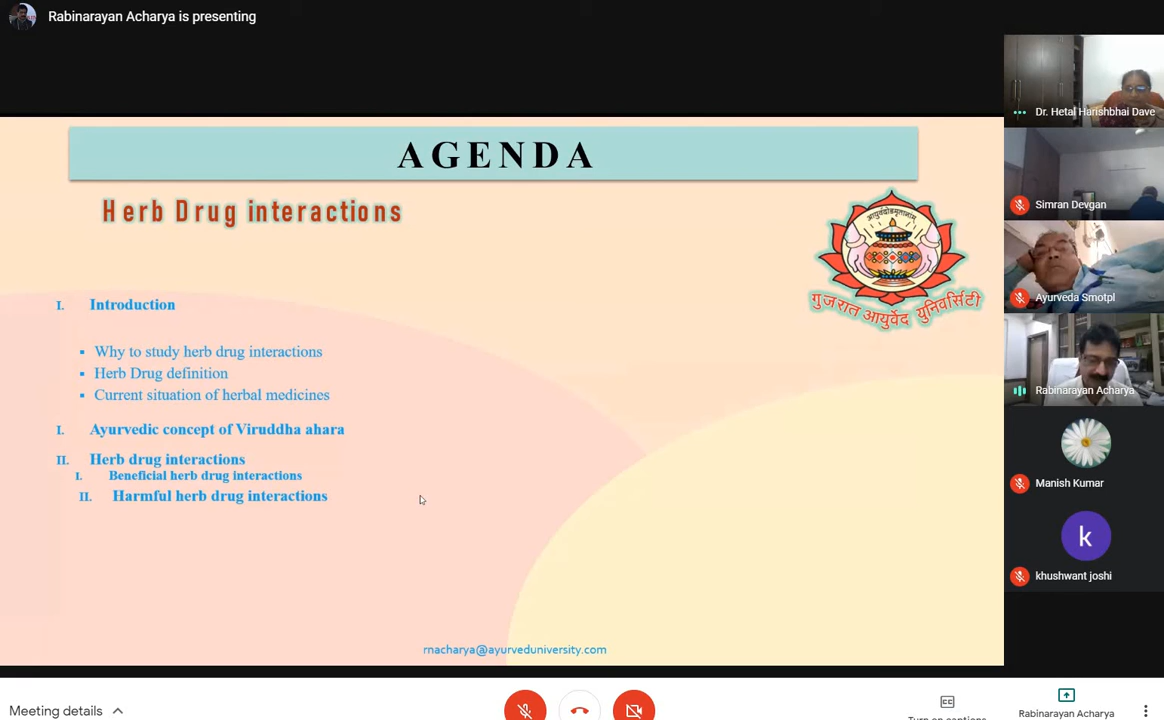 Rabinarayan Acharya is presenting
AGENDA
Herb Drug interactions
I. Introduction
▪ Why to study herb drug interactions
▪ Herb Drug definition
▪ Current situation of herbal medicines
I. Ayurvedic concept of Viruddha ahara
II. Herb drug interactions
I. Beneficial herb drug interactions
II. Harmful herb drug interactions
गुजरात आयुर्वेद युनिवर्सिटी
rnacharya@ayurveduniversity.com
Dr. Hetal Harishbhai Dave
Simran Devgan
Ayurveda Smotpl
Rabinarayan Acharya
Manish Kumar
k
khushwant joshi
Meeting details
Turn on captions
Rabinarayan Acharya